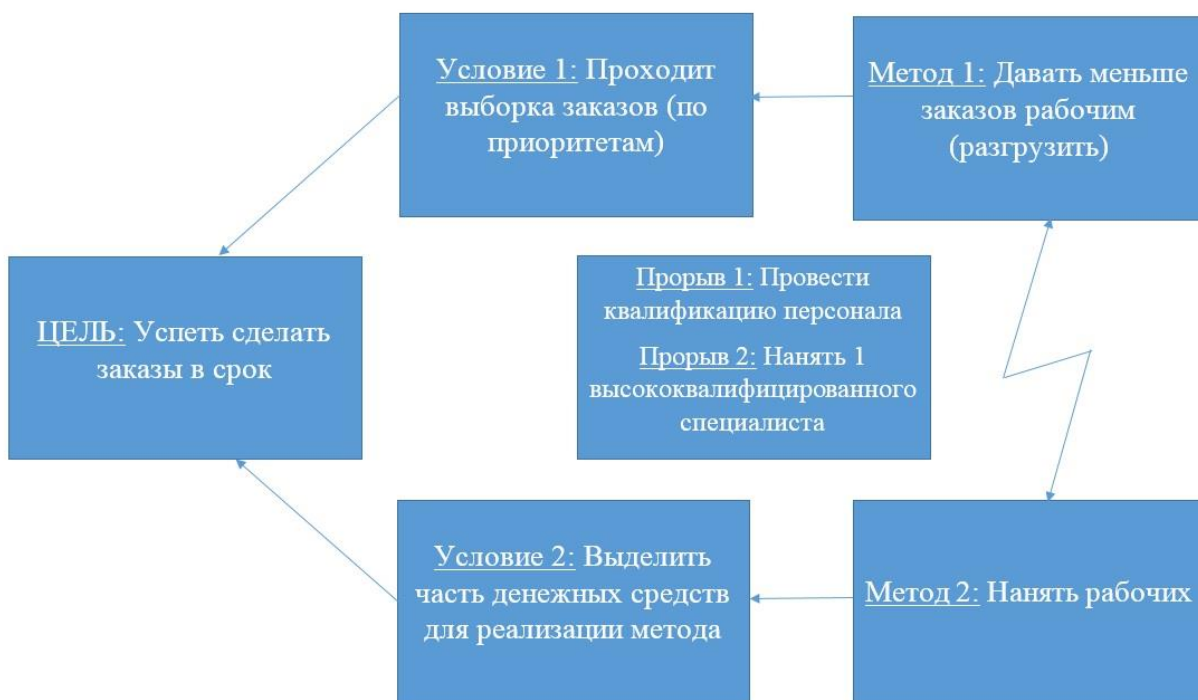 Условие 1: Проходит
выборка заказов (по
приоритетам)
Метод 1: Давать меньше
заказов рабочим
(разгрузить)
ЦЕЛЬ: Успеть сделать
заказы в срок
Прорыв 1: Провести
квалификацию персонала
Прорыв 2: Нанять 1
высококвалифицированного
специалиста
Условие 2: Выделить
часть денежных средств
для реализации метода
Метод 2: Нанять рабочих